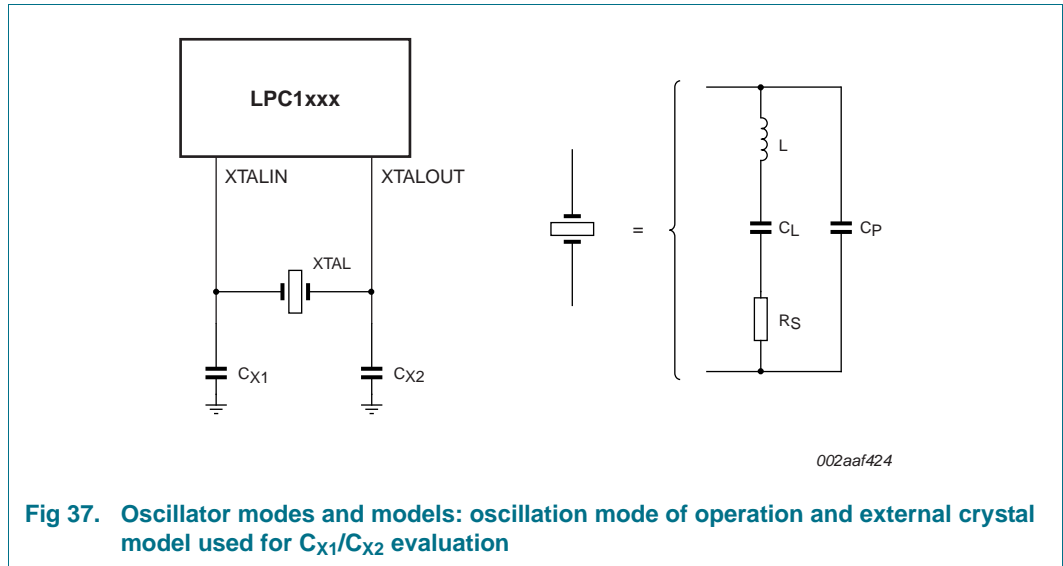 LPC1xxx
XTALIN
XTALOUT
XTAL
CX1
CX2
=
L
CL
CP
RS
002aaf424
Fig 37. Oscillator modes and models: oscillation mode of operation and external crystal
model used for CX1/CX2 evaluation